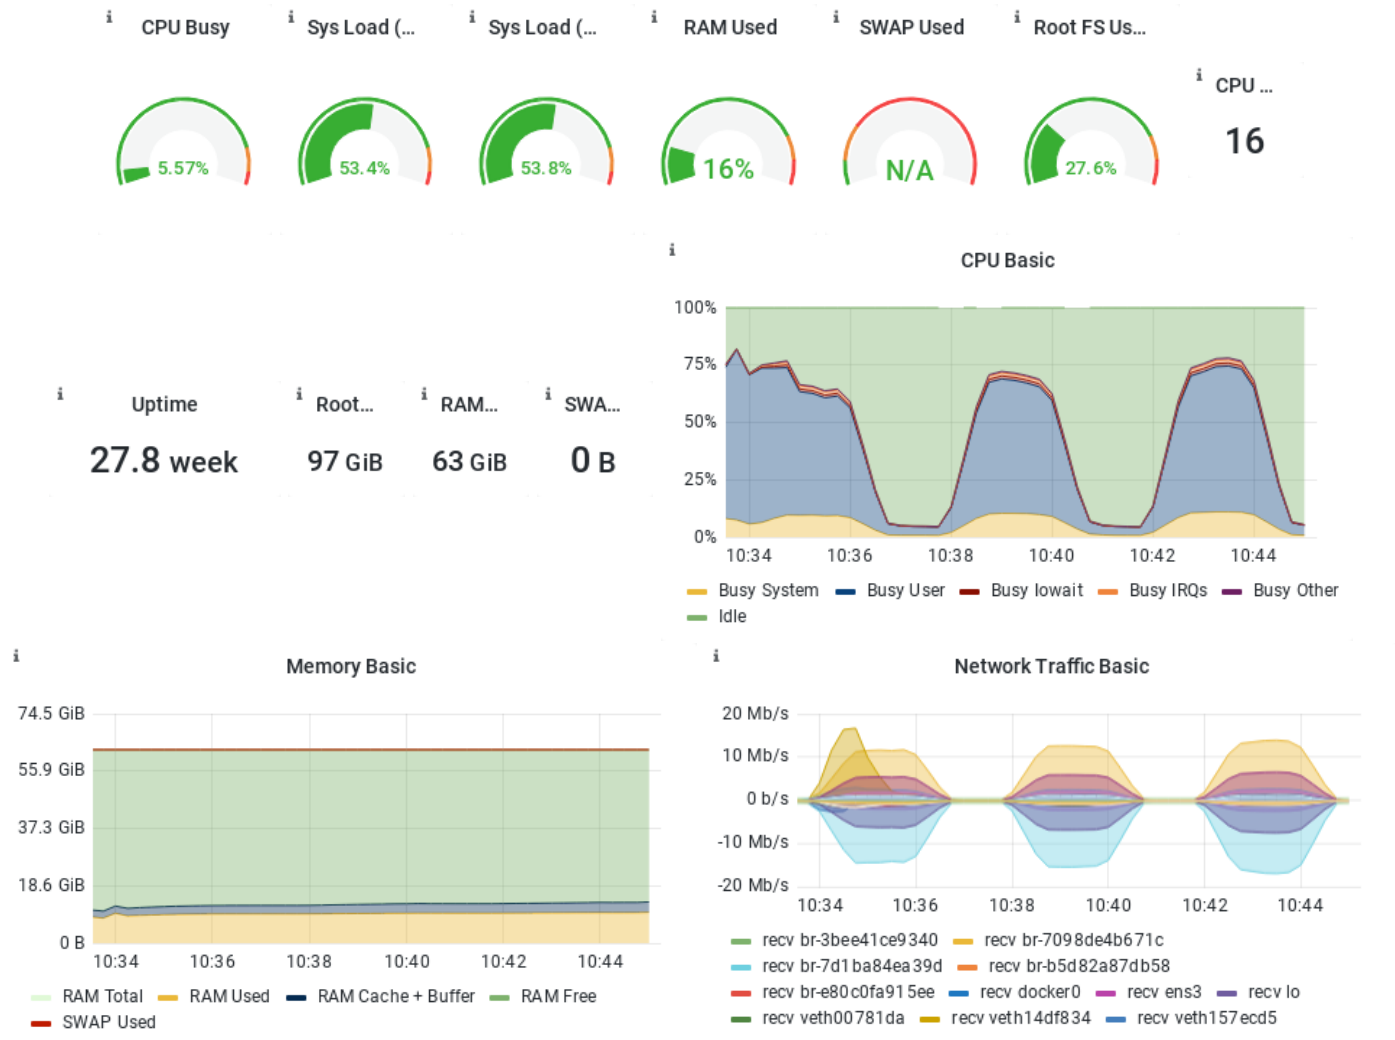 i CPU Busy
i Sys Load (...
i Sys Load (...
i RAM Used
i SWAP Used
i Root FS Us...
i CPU ...
5.57%
53.4%
53.8%
16%
N/A
27.6%
16
i Uptime
27.8 week
i Root...
97 GiB
i RAM...
63 GiB
i SWA...
0 B
i CPU Basic
100%
75%
50%
25%
0%
10:34 10:36 10:38 10:40 10:42 10:44
Busy System Busy User Busy Iowait Busy IRQs Busy Other
Idle
i Memory Basic
74.5 GiB
55.9 GiB
37.3 GiB
18.6 GiB
0 B
10:34 10:36 10:38 10:40 10:42 10:44
RAM Total RAM Used RAM Cache + Buffer RAM Free
SWAP Used
i Network Traffic Basic
20 Mb/s
10 Mb/s
0 b/s
-10 Mb/s
-20 Mb/s
10:34 10:36 10:38 10:40 10:42 10:44
recv br-3bee41ce9340 recv br-7098de4b671c
recv br-7d1ba84ea39d recv br-b5d82a87db58
recv br-e80c0fa915ee recv docker0 recv ens3 recv lo
recv veth00781da recv veth14df834 recv veth157ecd5